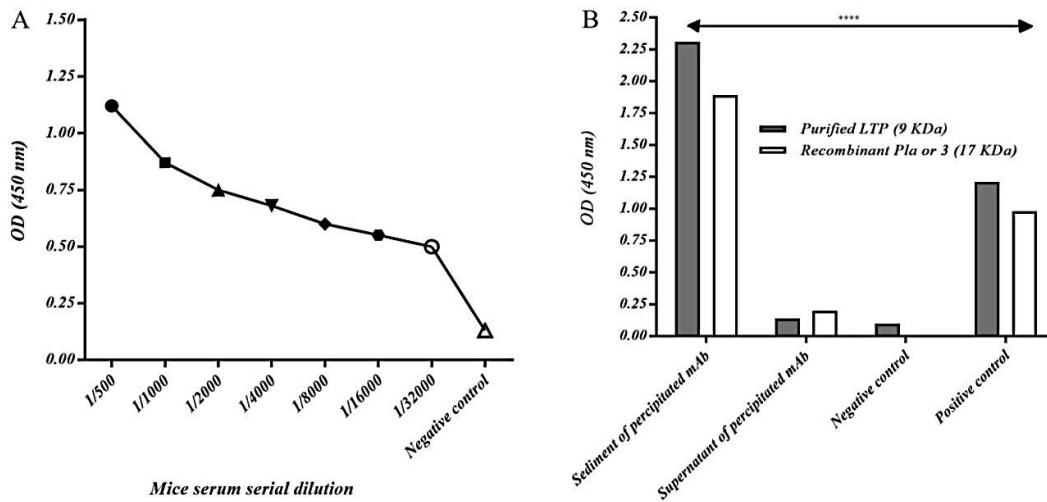 A
1.50
1.25
1.00
0.75
0.50
0.25
0.00
OD (450 nm)
1/500
1/1000
1/2000
1/4000
1/8000
1/16000
1/32000
Negative control
Mice serum serial dilution
B
2.50
2.25
2.00
1.75
1.50
1.25
1.00
0.75
0.50
0.25
0.00
OD (450 nm)
****
Purified LTP (9 KDa)
Recombinant Pla or 3 (17 KDa)
Sediment of percipitated mAb
Supernatant of percipitated mAb
Negative control
Positive control